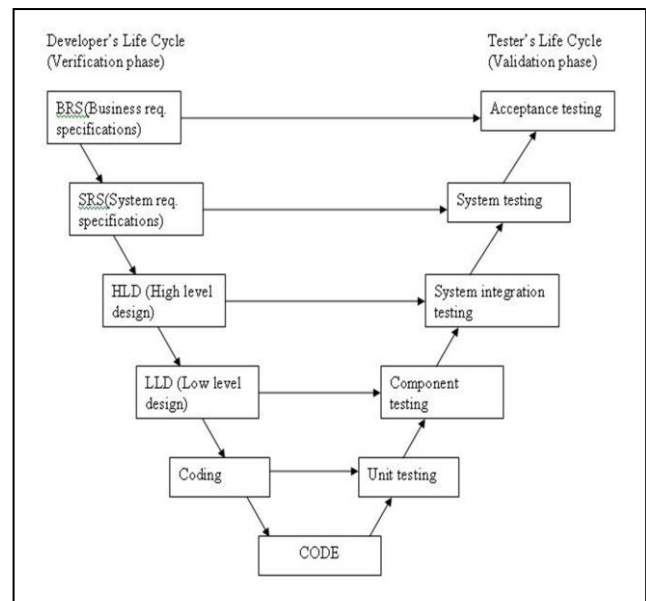 Developer's Life Cycle
(Verification phase)
Tester's Life Cycle
(Validation phase)
BRS(Business req.
specifications)
Acceptance testing
SRS(System req.
specifications)
System testing
HLD (High level
design)
System integration
testing
LLD (Low level
design)
Component
testing
Coding
Unit testing
CODE